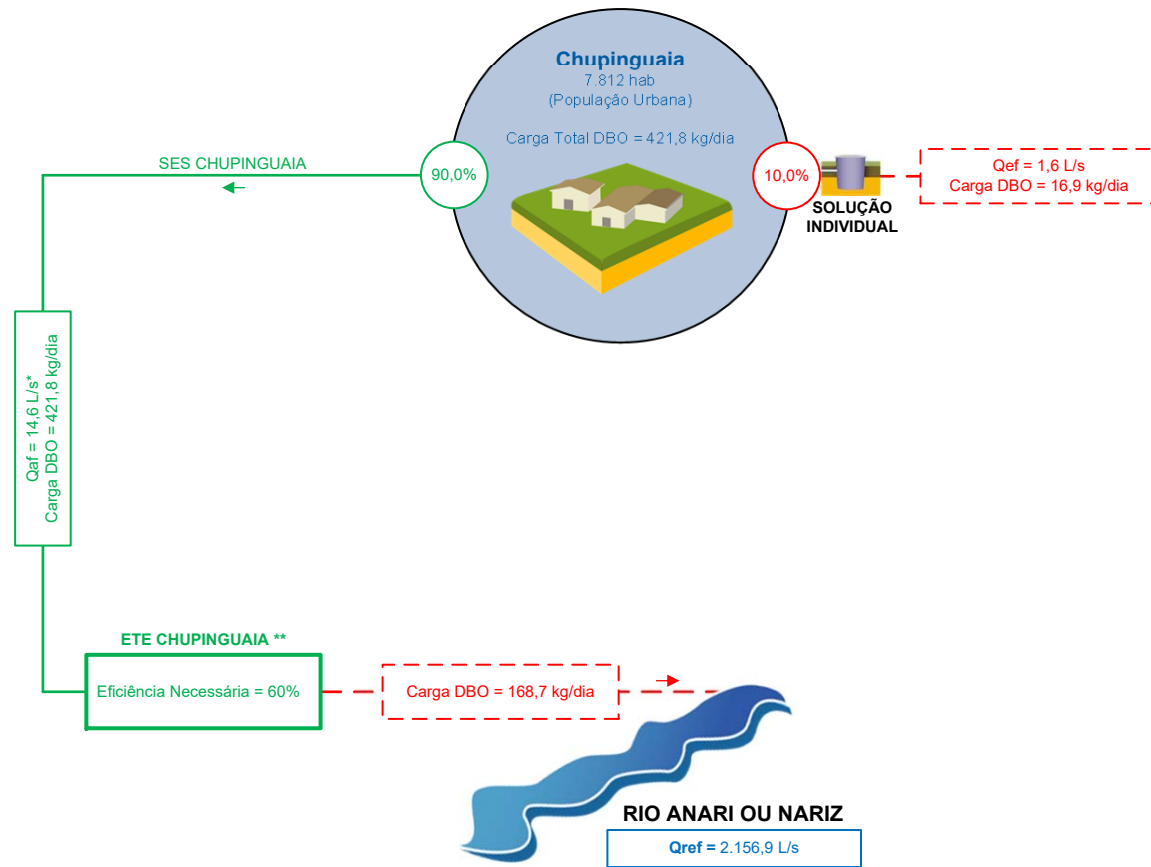 Chupinguaia
7.812 hab
(População Urbana)
Carga Total DBO = 421,8 kg/dia
SES CHUPINGUAIA
90,0%
10,0%
SOLUÇÃO
INDIVIDUAL
Qef = 1,6 L/s
Carga DBO = 16,9 kg/dia
Qaf = 14,6 L/s*
Carga DBO = 421,8 kg/dia
ETE CHUPINGUAIA **
Eficiência Necessária = 60%
Carga DBO = 168,7 kg/dia
RIO ANARI OU NARIZ
Qref = 2.156,9 L/s